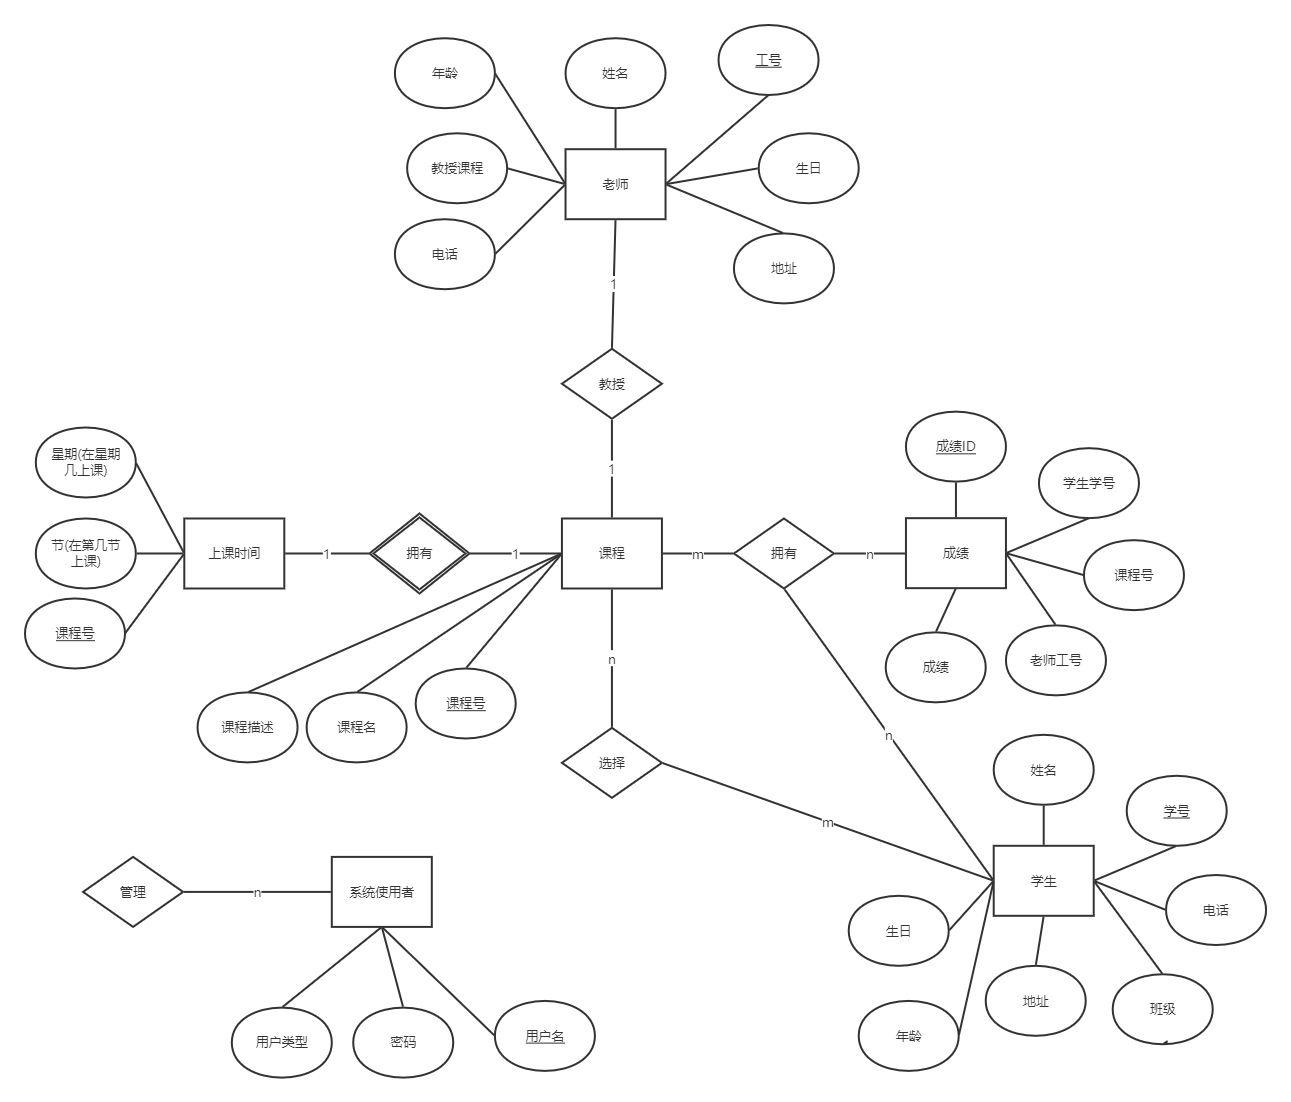 工号
年龄
姓名
教授课程
生日
老师
电话
地址
1
教授
成绩ID
星期(在星期
几上课)
1
学生学号
节(在第几节
上课)
上课时间
1
拥有
1
课程
m
拥有
n
成绩
课程号
课程号
n
成绩
老师工号
课程描述
课程名
课程号
n
选择
姓名
m
学号
管理
n
系统使用者
学生
电话
生日
地址
班级
用户类型
密码
用户名
年龄